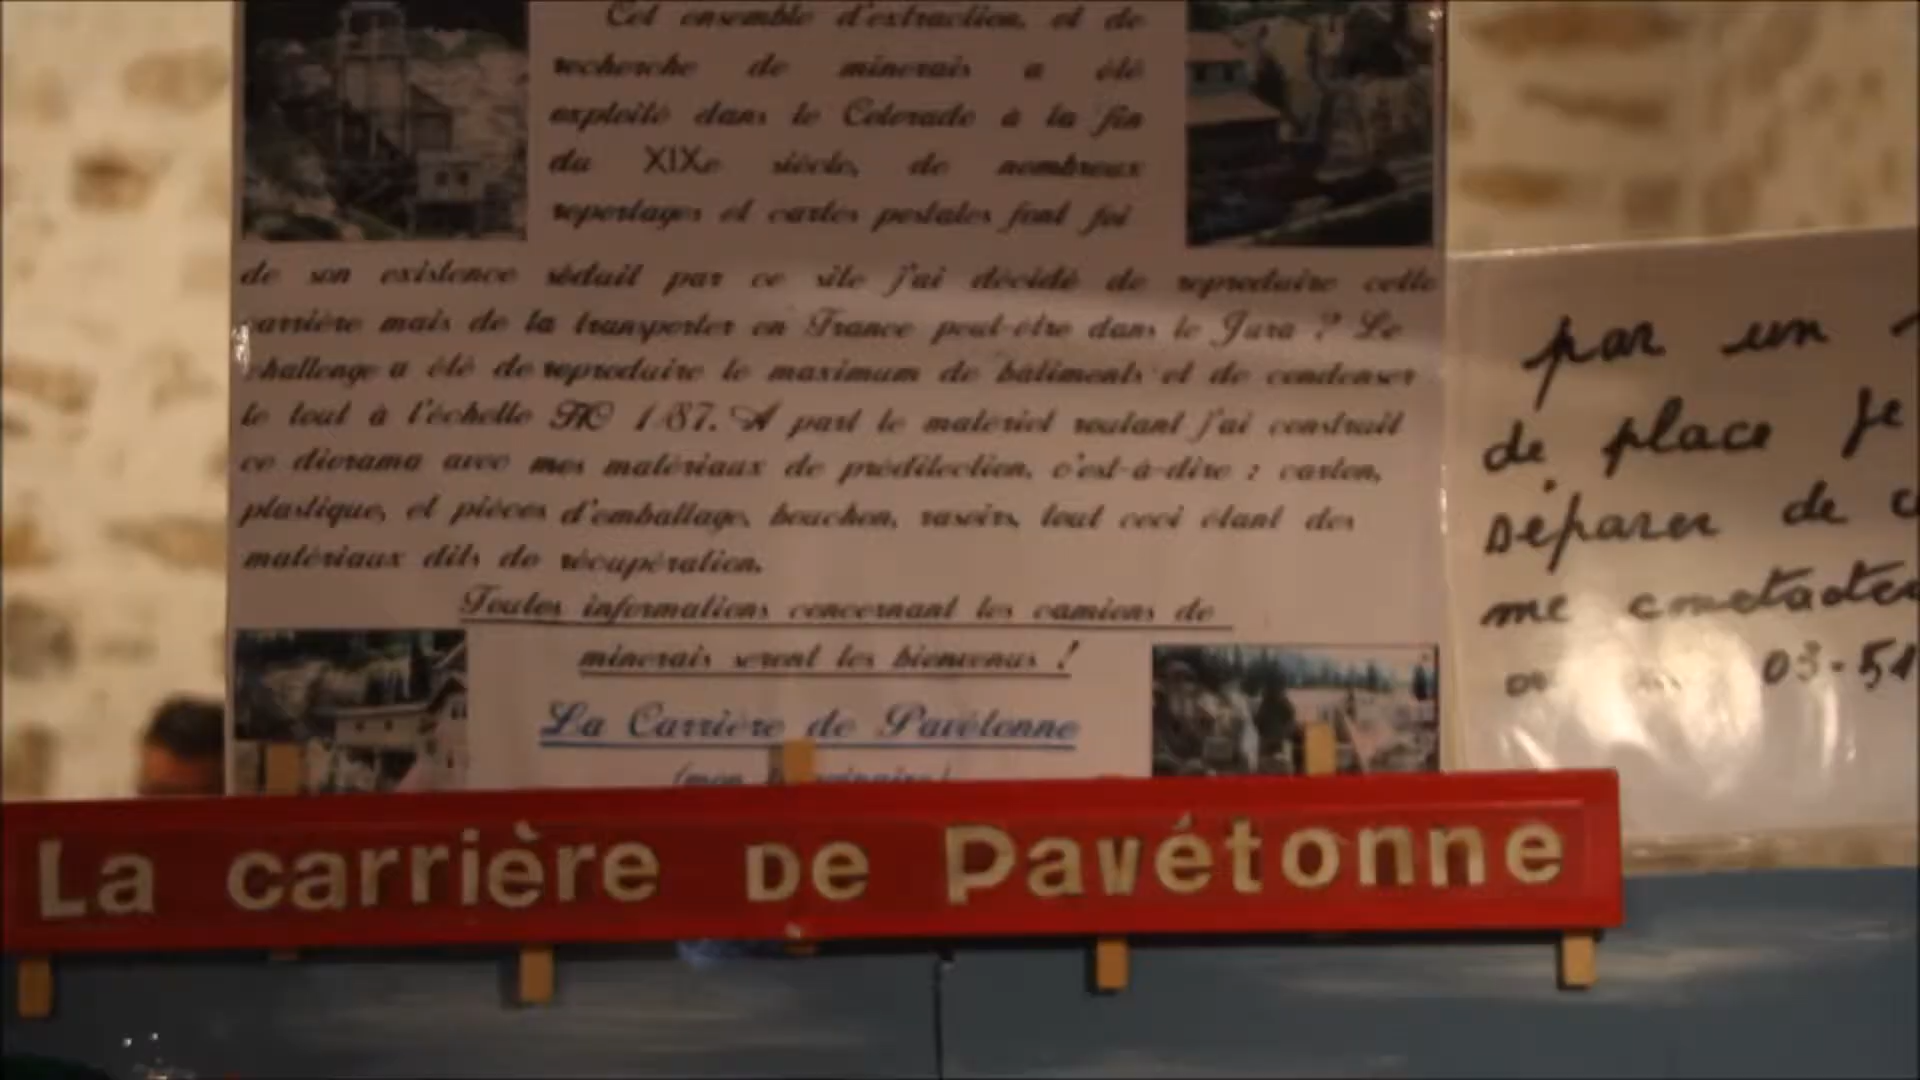 Cet ensemble d'extraction, et de
recherche de minerais a été
exploité dans le Colorado à la fin
du XIXe siècle, de nombreux
reportages et cartes postales font foi
de son existence séduit par ce site j'ai décidé de reproduire cette
carrière mais de la transporter en France peut-être dans le Jura ? Le
challenge a été de reproduire le maximum de bâtiments et de condenser
le tout à l'échelle HO 1/87. A part le matériel roulant j'ai construit
ce diorama avec mes matériaux de prédilection, c'est-à-dire : carton,
plastique, et pièces d'emballage, bouchon, rasoirs, tout ceci étant des
matériaux dits de récupération.
Toutes informations concernant les camions de
minerais seront les bienvenus !
La Carrière de Pavétonne
La carrière de Pavétonne
par un
de place je
séparer de
me contacter
03-51